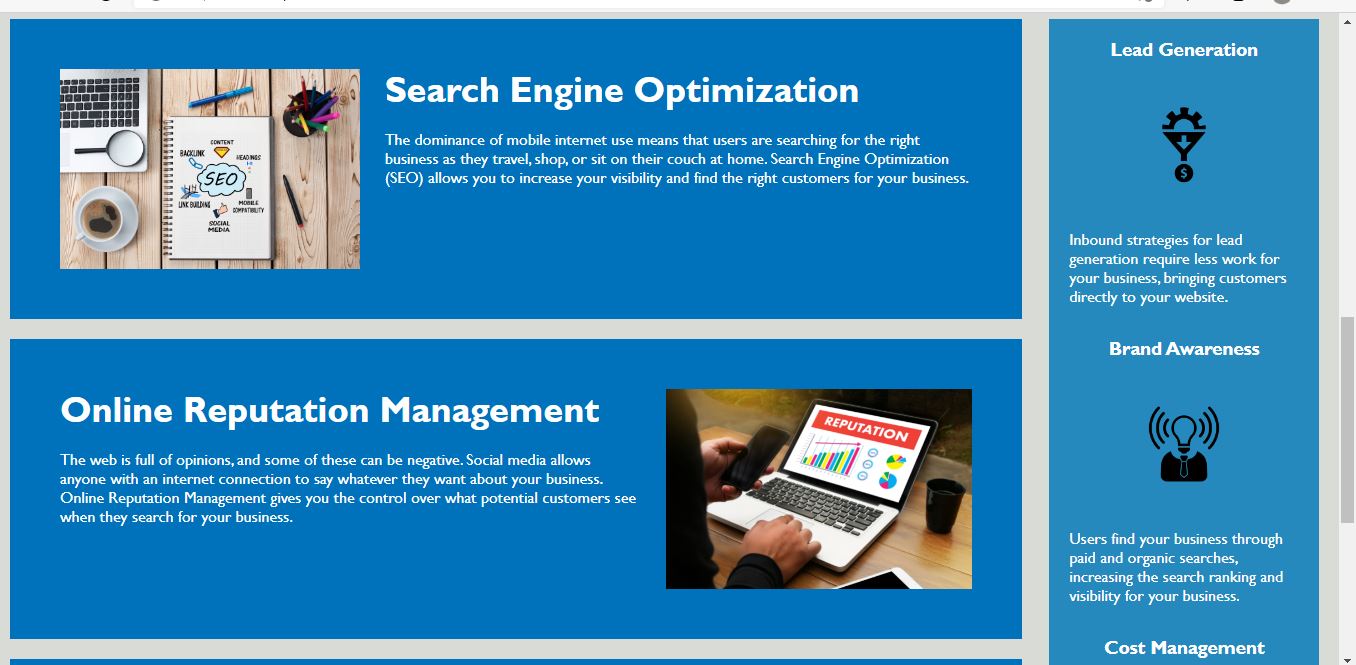 Search Engine Optimization
The dominance of mobile internet use means that users are searching for the right
business as they travel, shop, or sit on their couch at home. Search Engine Optimization
(SEO) allows you to increase your visibility and find the right customers for your business.
CONTENT
BACKLINK
HEADINGS
SEO
LINK BUILDING
MOBILE
COMPATIBILITY
SOCIAL
MEDIA
Online Reputation Management
The web is full of opinions, and some of these can be negative. Social media allows
anyone with an internet connection to say whatever they want about your business.
Online Reputation Management gives you the control over what potential customers see
when they search for your business.
REPUTATION
Lead Generation
$
Inbound strategies for lead
generation require less work for
your business, bringing customers
directly to your website.
Brand Awareness
Users find your business through
paid and organic searches,
increasing the search ranking and
visibility for your business.
Cost Management